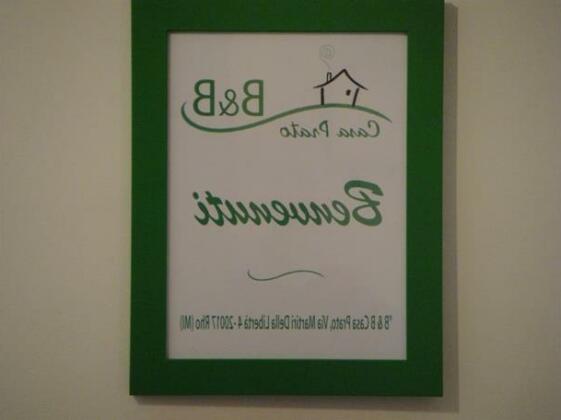 B&B
Casa Prato
Benvenuti
"B & B Casa Prato, Via Martiri Della Libertà 4 - 20017 Rho (MI)